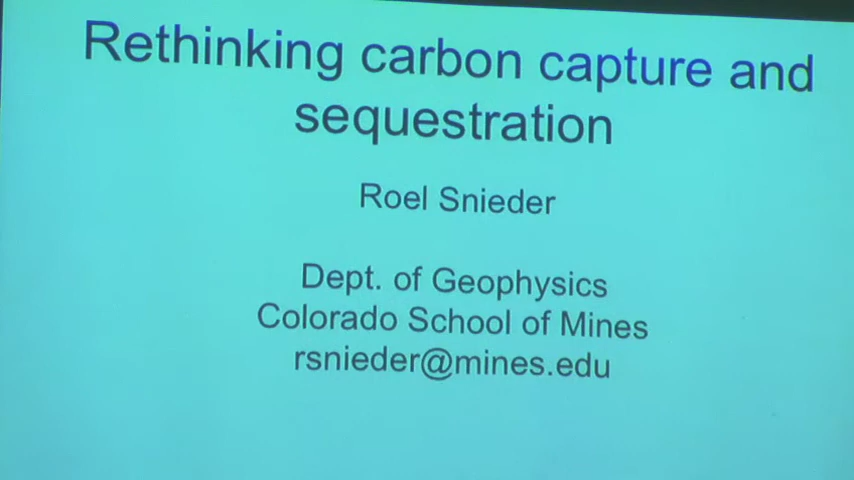 Rethinking carbon capture and
sequestration
Roel Snieder
Dept. of Geophysics
Colorado School of Mines
rsnieder@mines.edu